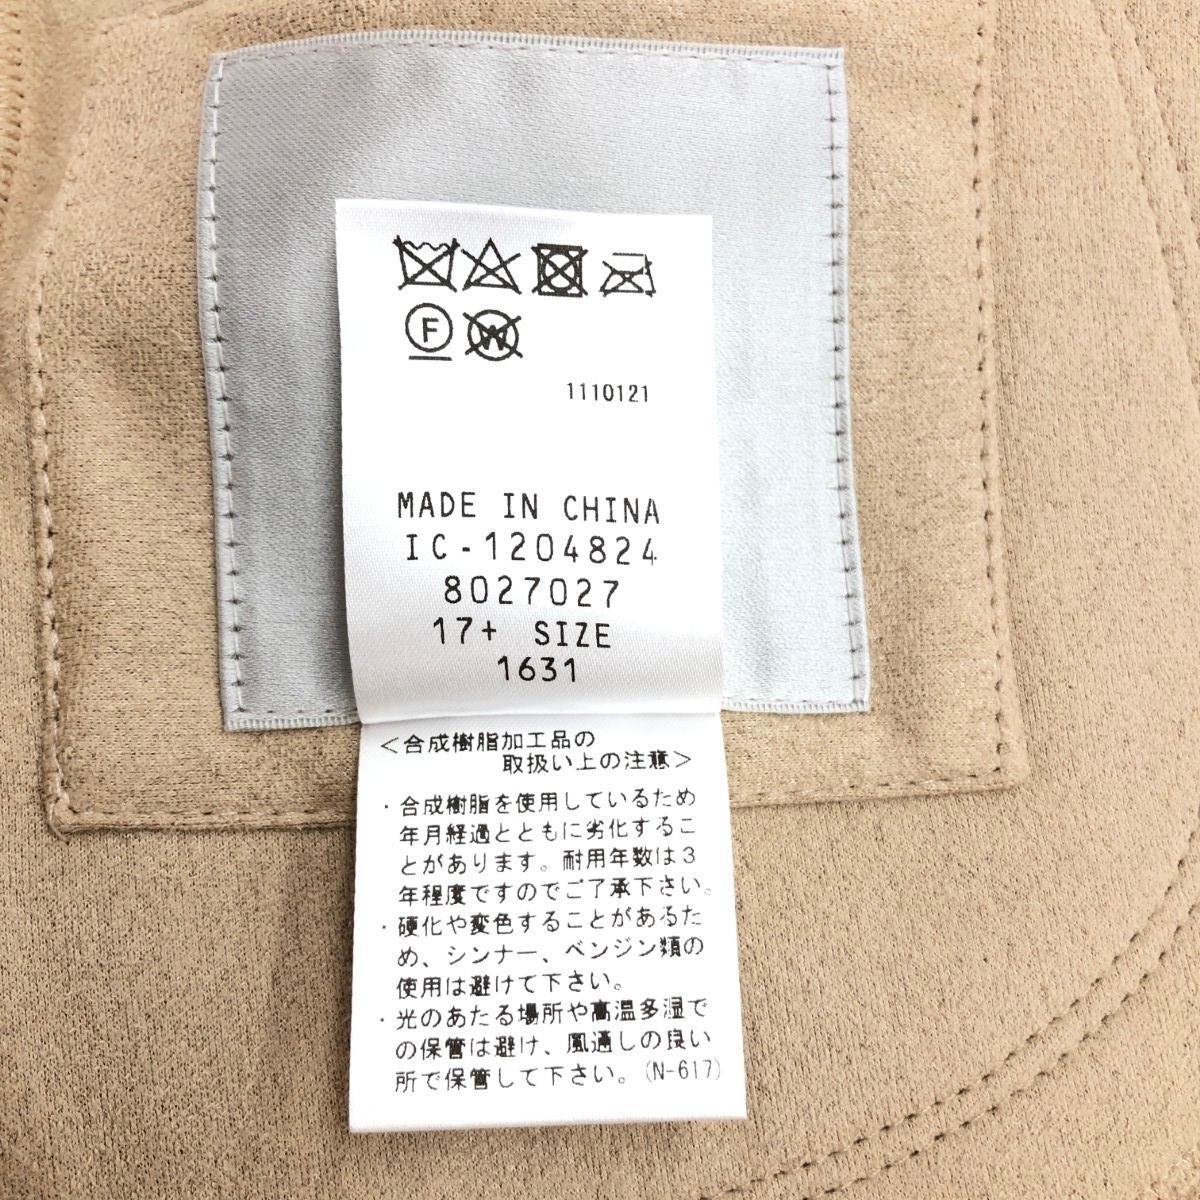 F W
1110121
MADE IN CHINA
IC-1204824
8027027
17+ SIZE
1631
＜合成樹脂加工品の
取扱い上の注意＞
・合成樹脂を使用しているため
年月経過とともに劣化するこ
とがあります。耐用年数は３
年程度ですのでご了承下さい。
・硬化や変色することがあるた
め、シンナー、ベンジン類の
使用は避けて下さい。
・光のあたる場所や高温多湿で
の保管は避け、風通しの良い
所で保管して下さい。(N-617)